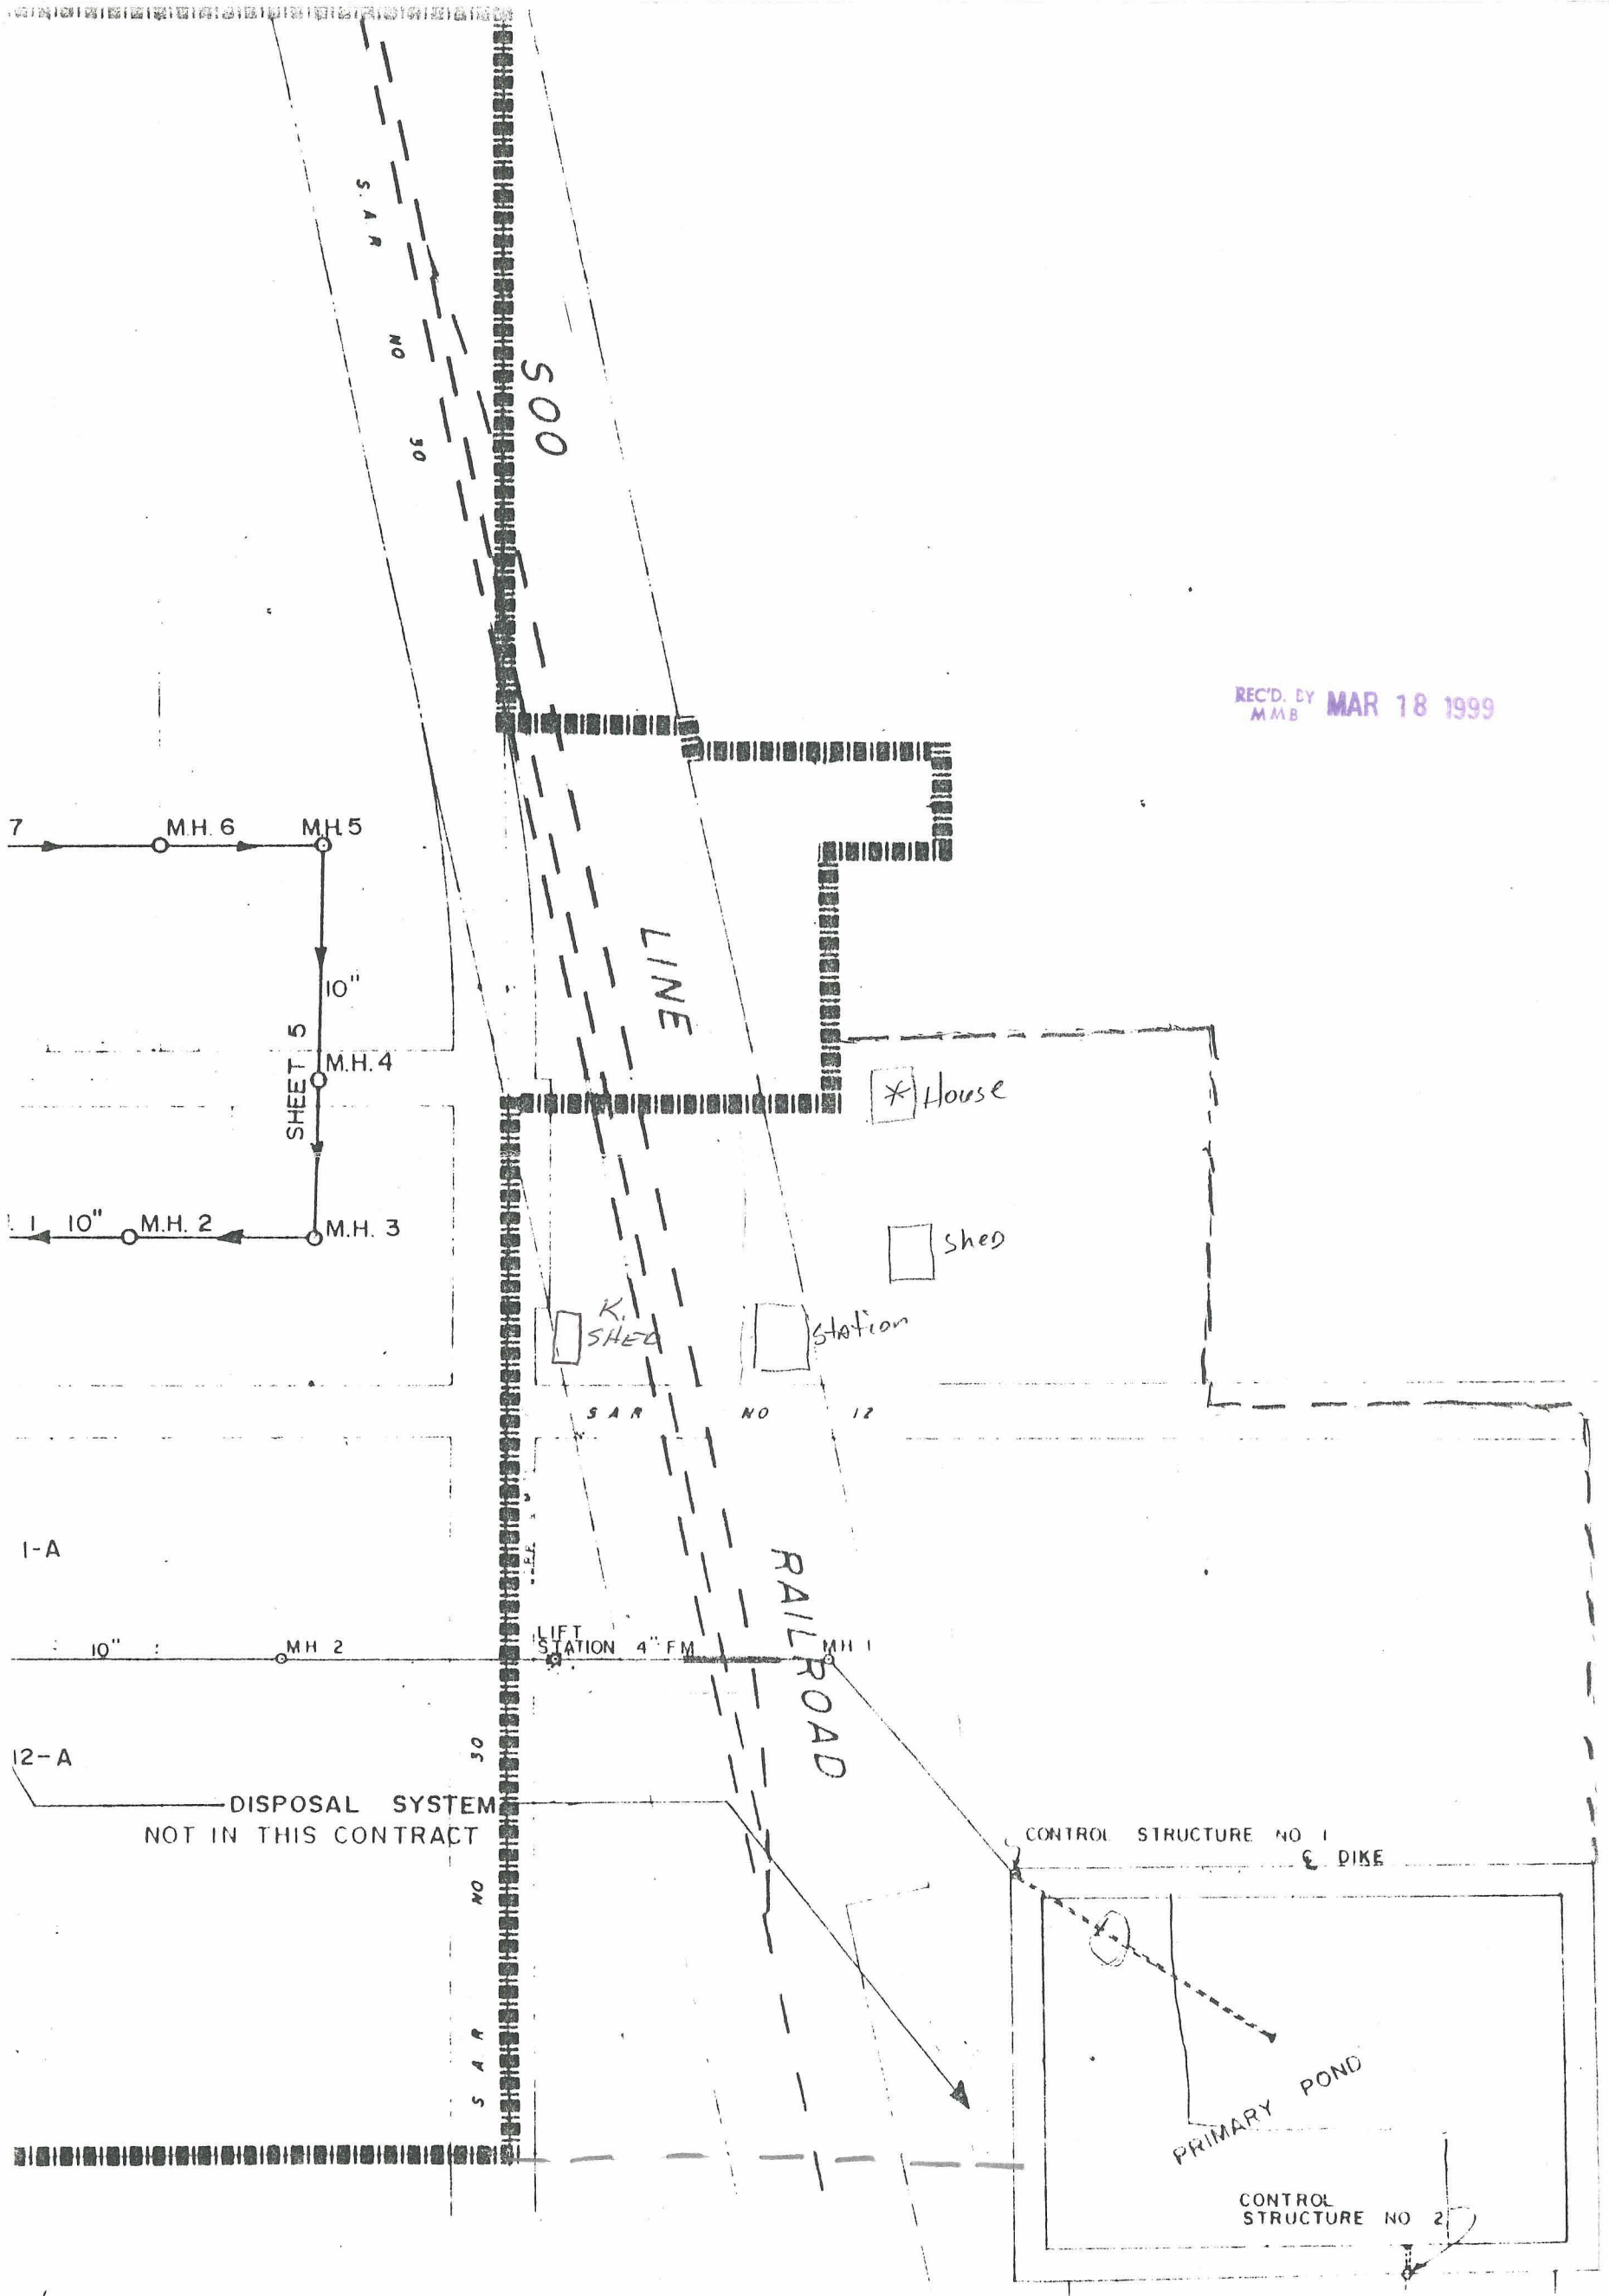 S. A R
NO
30
SOO
REC'D. BY MAR 18 1999
MMB
7
M.H. 6
M.H. 5
LINE
10"
SHEET 5
M.H. 4
* House
1 10" M.H. 2
M.H. 3
Shed
K.
SHED
Station
S A R NO 12
1-A
RAILROAD
LIFT
STATION 4" FM
10"
MH 2
MH 1
12-A
30
NO
S A R
DISPOSAL SYSTEM
NOT IN THIS CONTRACT
CONTROL STRUCTURE NO 1
℄ DIKE
PRIMARY POND
CONTROL
STRUCTURE NO 2